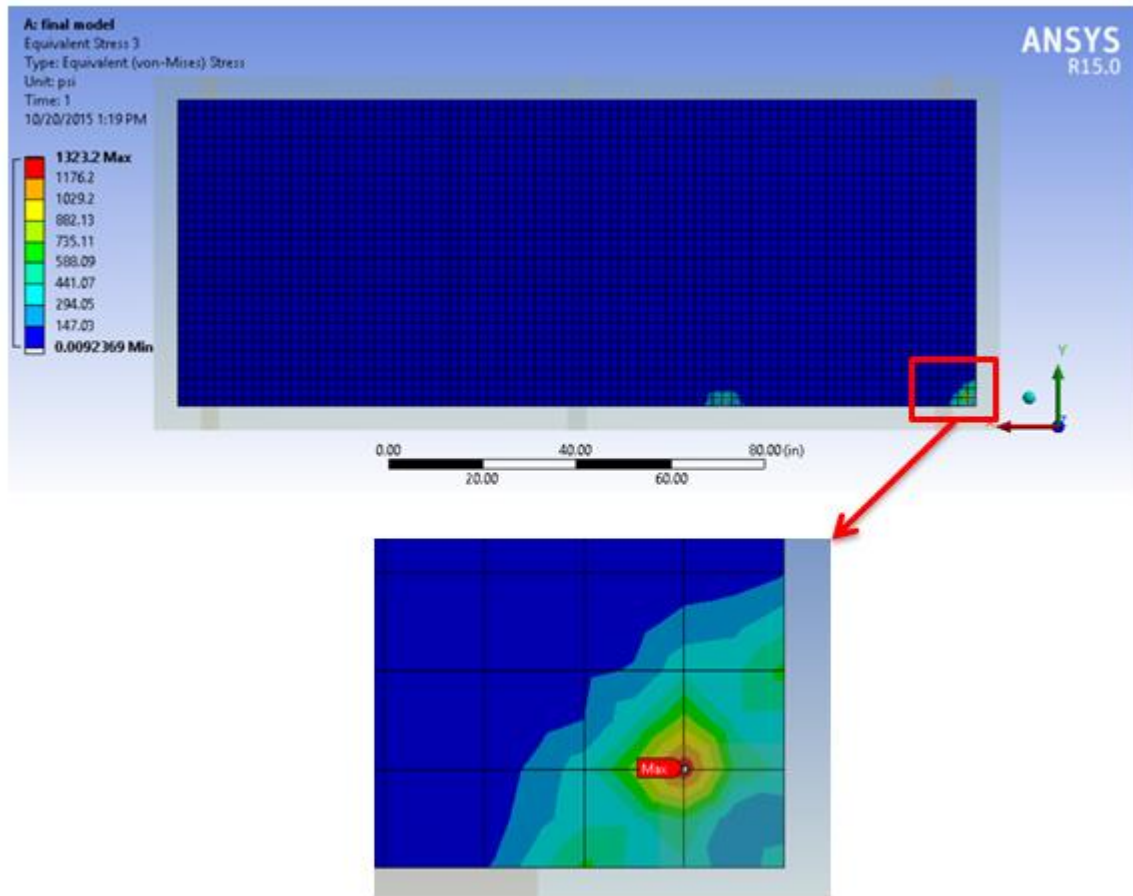 A: final model
Equivalent Stress 3
Type: Equivalent (von-Mises) Stress
Unit: psi
Time: 1
10/20/2015 1:19 PM
ANSYS
R15.0
1323.2 Max
1176.2
1029.2
882.13
735.11
588.09
441.07
294.05
147.03
0.0092369 Min
Y
X
0.00 40.00 80.00 (in)
20.00 60.00
Max